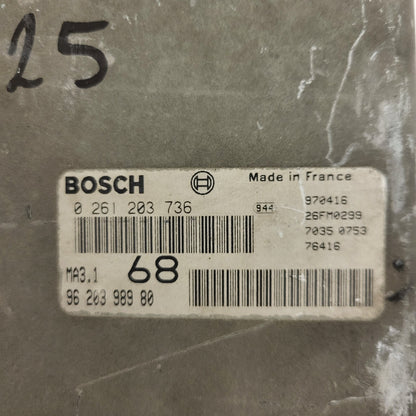 25
BOSCH
Made in France
0 261 203 736
944
970416
26FM0299
7035 0753
76416
MA3.1
68
96 203 989 80